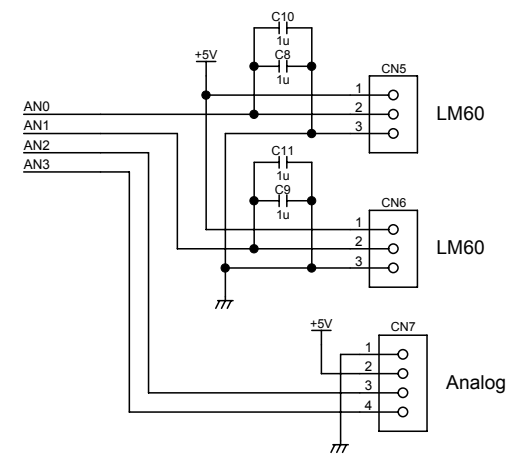 C10
1u
+5V
C8
1u
CN5
1
AN0
2
LM60
AN1
3
AN2
C11
AN3
1u
C9
1u
CN6
1
2
LM60
3
+5V
CN7
1
2
3
Analog
4